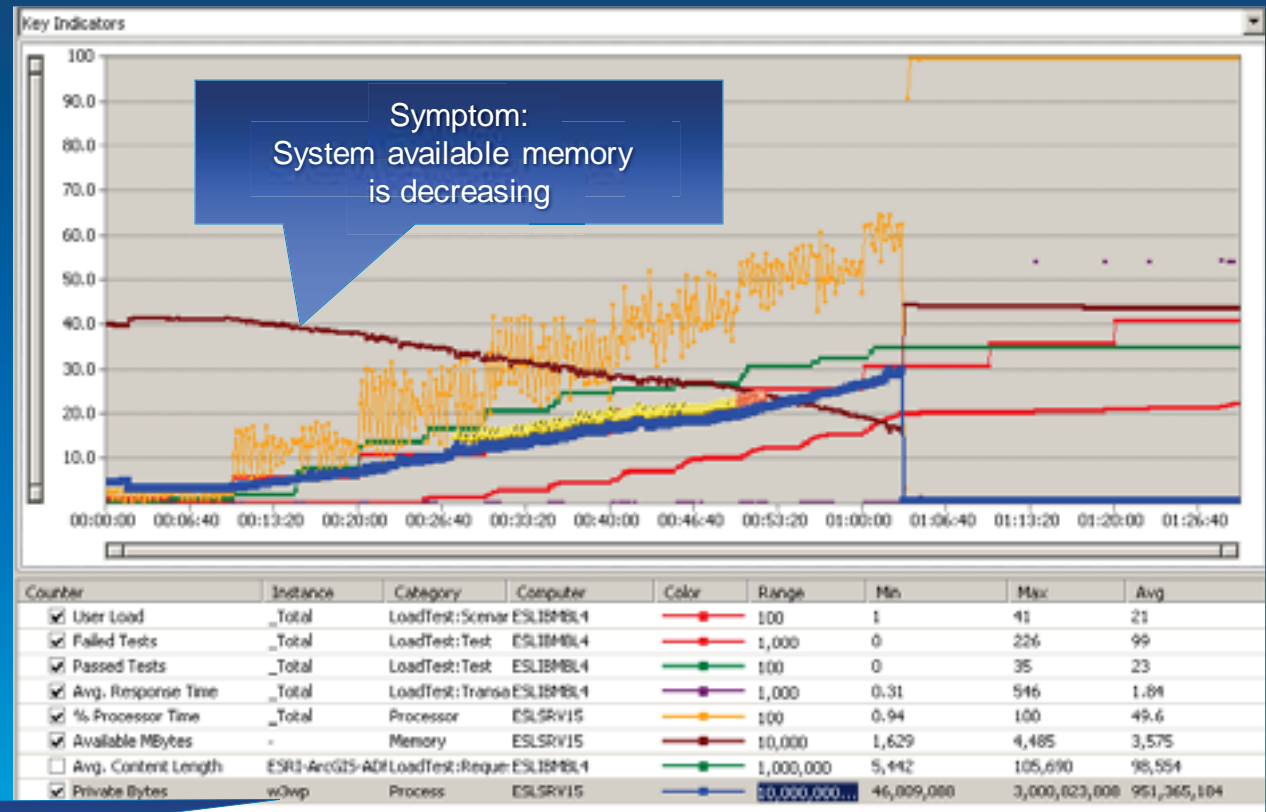 Key Indicators
100
90.0
80.0
70.0
60.0
50.0
40.0
30.0
20.0
10.0
Symptom:
System available memory
is decreasing
00:00:00 00:06:40 00:13:20 00:20:00 00:26:40 00:33:20 00:40:00 00:46:40 00:53:20 01:00:00 01:06:40 01:13:20 01:20:00 01:26:40
Counter Instance Category Computer Color Range Min Max Avg
User Load _Total LoadTest:Scenar ESLIBMBL4 100 1 41 21
Failed Tests _Total LoadTest:Test ESLIBMBL4 1,000 0 226 99
Passed Tests _Total LoadTest:Test ESLIBMBL4 100 0 35 23
Avg. Response Time _Total LoadTest:Transa ESLIBMBL4 1,000 0.31 546 1.84
% Processor Time _Total Processor ESLSRV15 100 0.94 100 49.6
Available MBytes - Memory ESLSRV15 10,000 1,629 4,485 3,575
Avg. Content Length ESRI-ArcGIS-ADf LoadTest:Reque: ESLIBMBL4 1,000,000 5,442 105,690 98,554
Private Bytes w3wp Process ESLSRV15 10,000,000... 46,809,088 3,000,823,808 951,365,184